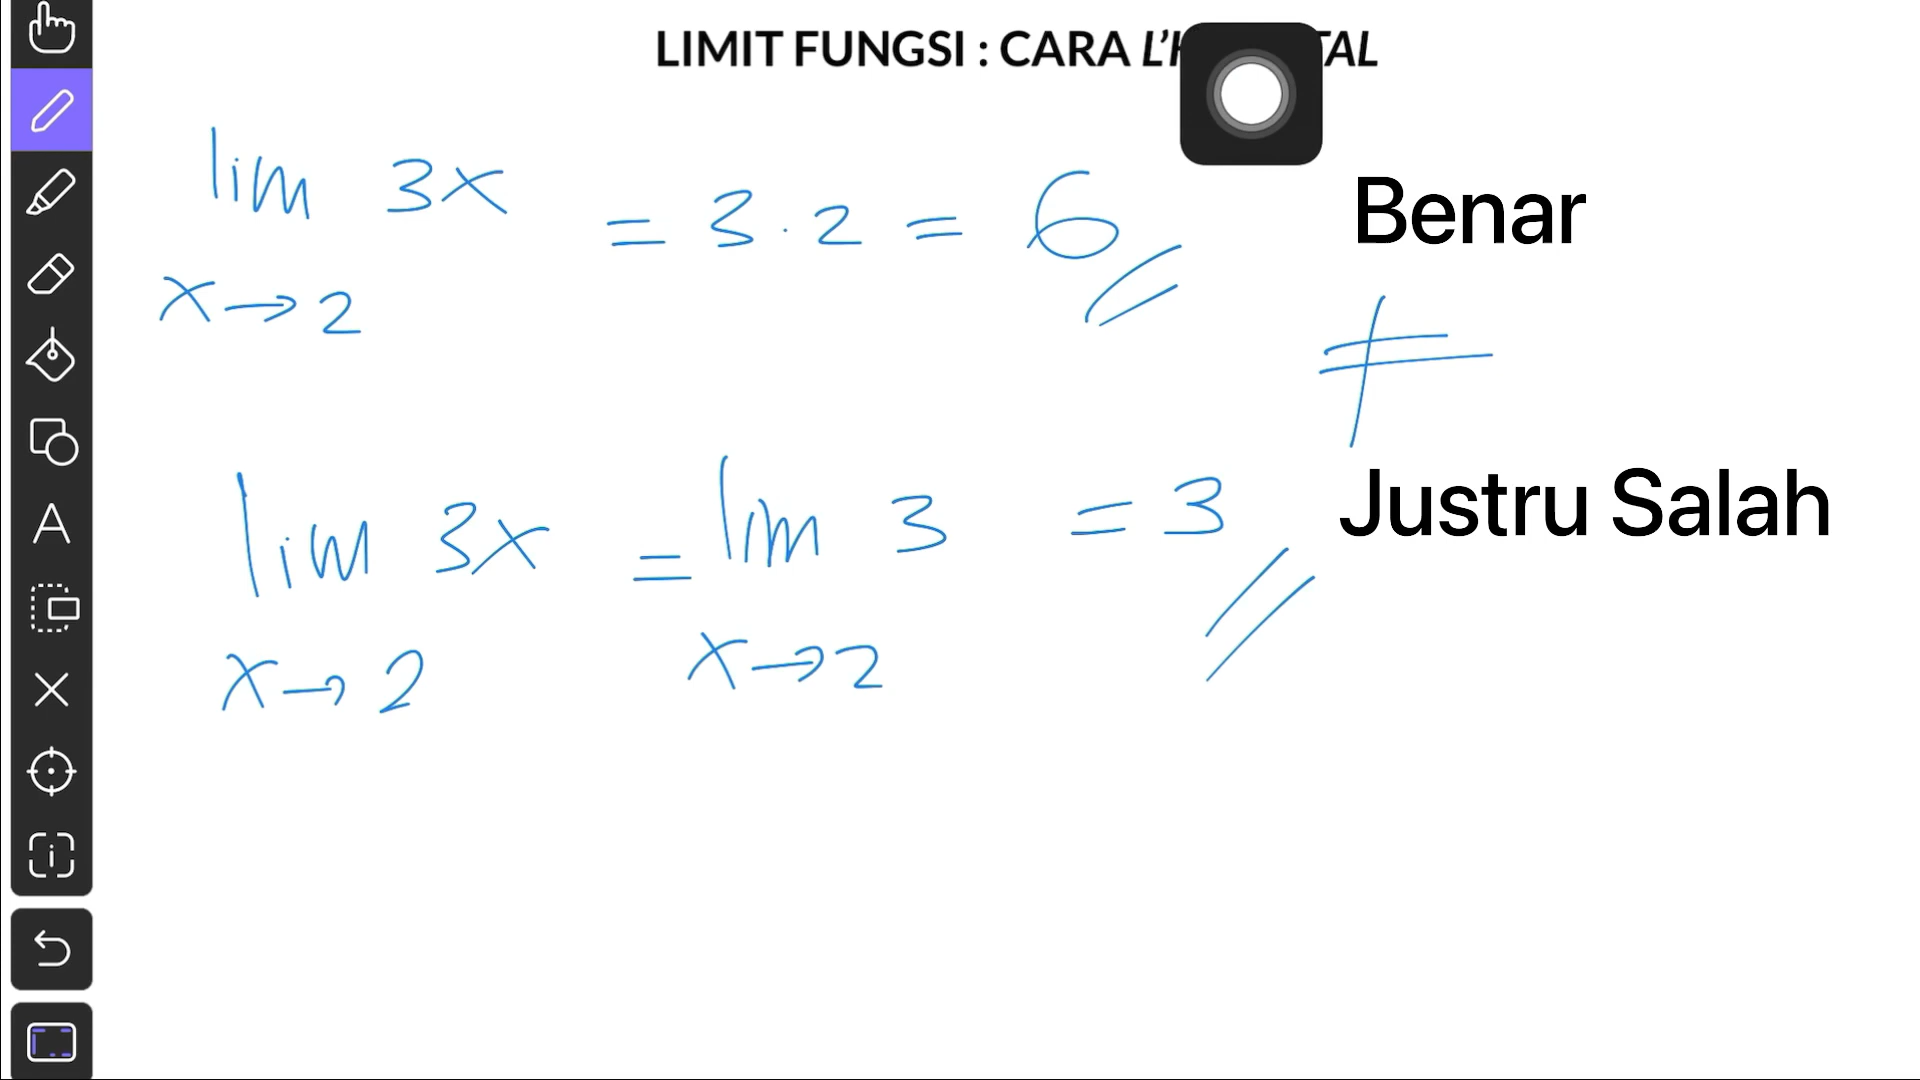 LIMIT FUNGSI : CARA
lim 3x = 3 . 2 = 6 Benar
x → 2
≠
lim 3x = lim 3 = 3 Justru Salah
x → 2 x → 2